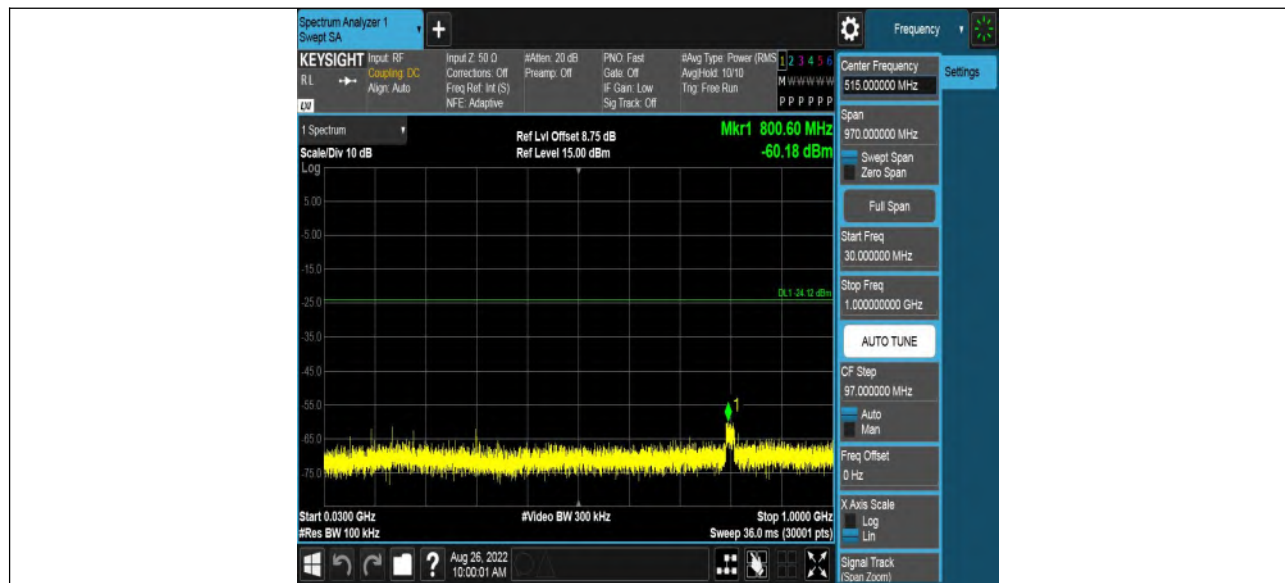 Spectrum Analyzer 1
Swept SA
+
Frequency
KEYSIGHT
RL
LXI
Input: RF
Coupling: DC
Align: Auto
Input Z: 50 Ω
Corrections: Off
Freq Ref: Int (S)
NFE: Adaptive
#Atten: 20 dB
Preamp: Off
PNO: Fast
Gate: Off
IF Gain: Low
Sig Track: Off
#Avg Type: Power (RMS
Avg|Hold: 10/10
Trig: Free Run
1 2 3 4 5 6
M W W W W W
P P P P P P
1 Spectrum
Scale/Div 10 dB
Ref Lvl Offset 8.75 dB
Ref Level 15.00 dBm
Mkr1 800.60 MHz
-60.18 dBm
Log
5.00
-5.00
-15.0
-25.0
-35.0
-45.0
-55.0
-65.0
-75.0
DL1 -24.12 dBm
1
Start 0.0300 GHz
#Res BW 100 kHz
#Video BW 300 kHz
Stop 1.0000 GHz
Sweep 36.0 ms (30001 pts)
?
Aug 26, 2022
10:00:01 AM
Center Frequency
515.000000 MHz
Settings
Span
970.000000 MHz
Swept Span
Zero Span
Full Span
Start Freq
30.000000 MHz
Stop Freq
1.000000000 GHz
AUTO TUNE
CF Step
97.000000 MHz
Auto
Man
Freq Offset
0 Hz
X Axis Scale
Log
Lin
Signal Track
(Span Zoom)